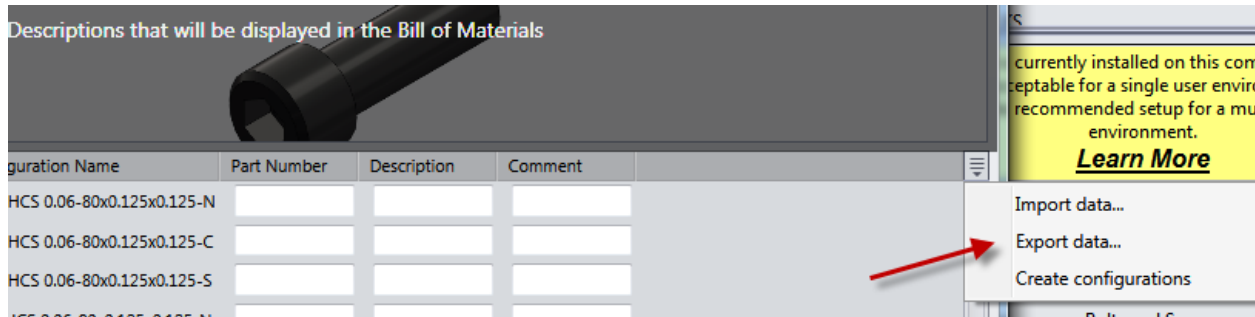 Descriptions that will be displayed in the Bill of Materials
currently installed on this com
ceptable for a single user enviro
recommended setup for a mu
environment.
Learn More
guration Name Part Number Description Comment
HCS 0.06-80x0.125x0.125-N
HCS 0.06-80x0.125x0.125-C
HCS 0.06-80x0.125x0.125-S
Import data...
Export data...
Create configurations